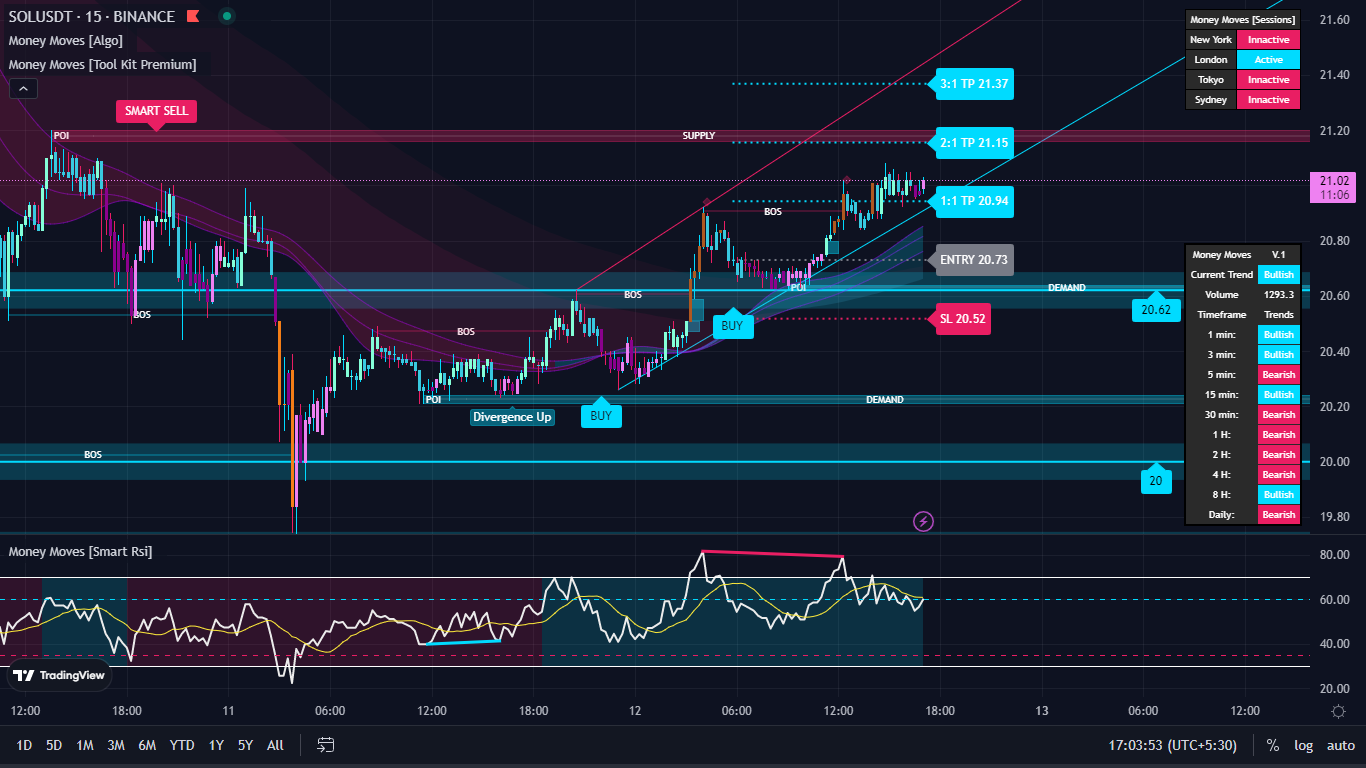 SOLUSDT · 15 · BINANCE
Money Moves [Algo]
Money Moves [Tool Kit Premium]
SMART SELL
POI
SUPPLY
3:1 TP 21.37
2:1 TP 21.15
1:1 TP 20.94
BOS
ENTRY 20.73
POI
DEMAND
BOS
20.62
BOS
SL 20.52
BUY
BOS
POI
DEMAND
Divergence Up
BUY
BOS
20
Money Moves [Sessions]
New York Innactive
London Active
Tokyo Innactive
Sydney Innactive
Money Moves V.1
Current Trend Bullish
Volume 1293.3
Timeframe Trends
1 min: Bullish
3 min: Bullish
5 min: Bearish
15 min: Bullish
30 min: Bearish
1 H: Bearish
2 H: Bearish
4 H: Bearish
8 H: Bullish
Daily: Bearish
21.60
21.40
21.20
21.02
11:06
20.80
20.60
20.40
20.20
20.00
19.80
Money Moves [Smart Rsi]
80.00
60.00
40.00
20.00
TradingView
12:00 18:00 11 06:00 12:00 18:00 12 06:00 12:00 18:00 13 06:00 12:00
1D 5D 1M 3M 6M YTD 1Y 5Y All
17:03:53 (UTC+5:30) % log auto